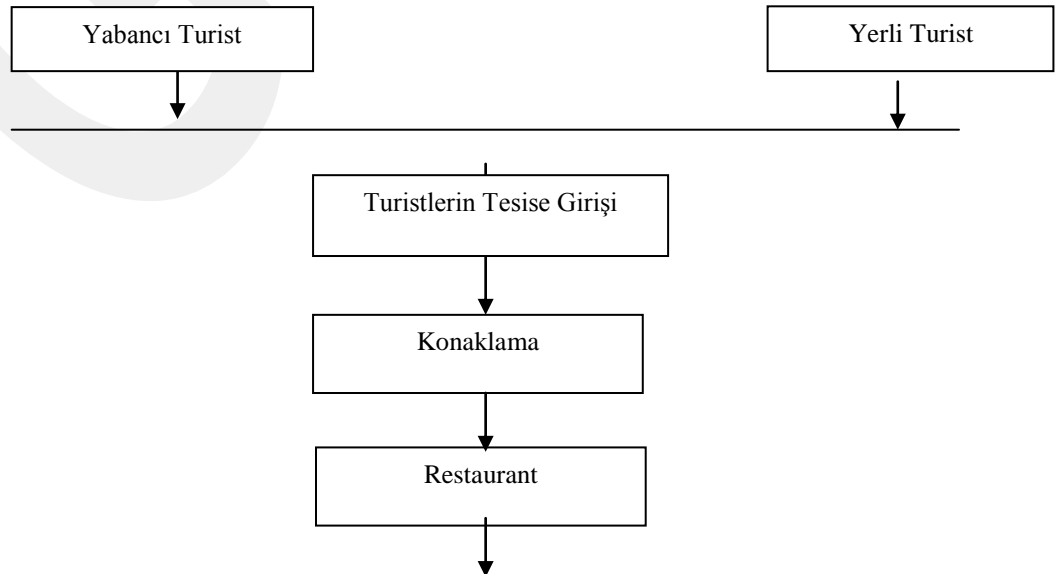 Yabancı Turist
Yerli Turist
Turistlerin Tesise Girişi
Konaklama
Restaurant